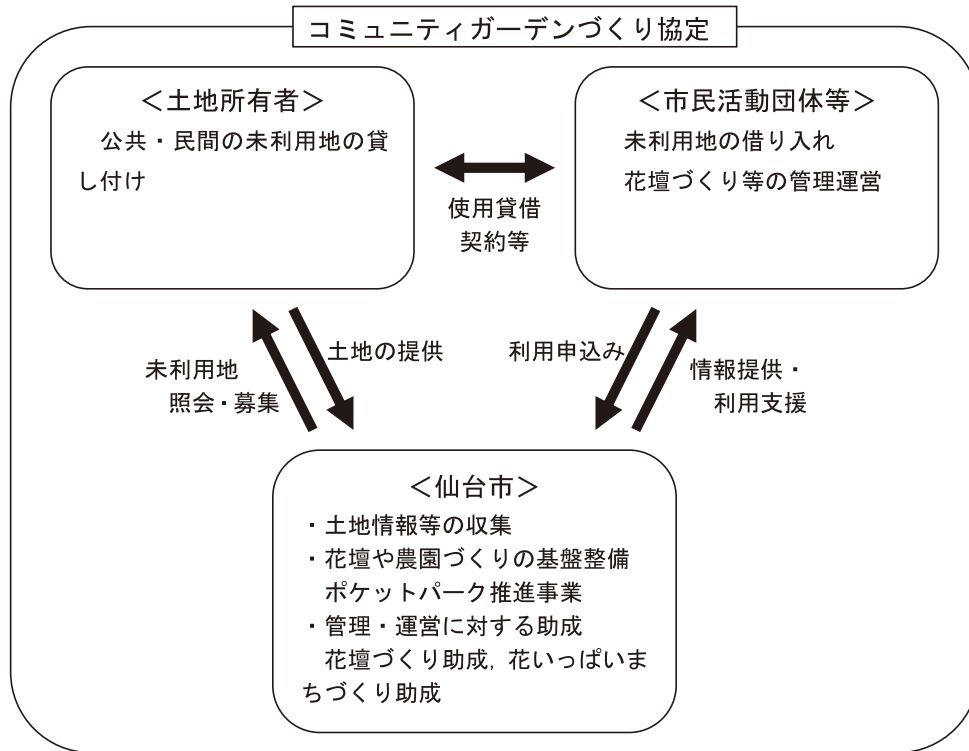 コミュニティガーデンづくり協定
＜土地所有者＞
公共・民間の未利用地の貸
し付け
＜市民活動団体等＞
未利用地の借り入れ
花壇づくり等の管理運営
使用貸借
契約等
未利用地
照会・募集
土地の提供
利用申込み
情報提供・
利用支援
＜仙台市＞
・土地情報等の収集
・花壇や農園づくりの基盤整備
ポケットパーク推進事業
・管理・運営に対する助成
花壇づくり助成, 花いっぱいま
ちづくり助成